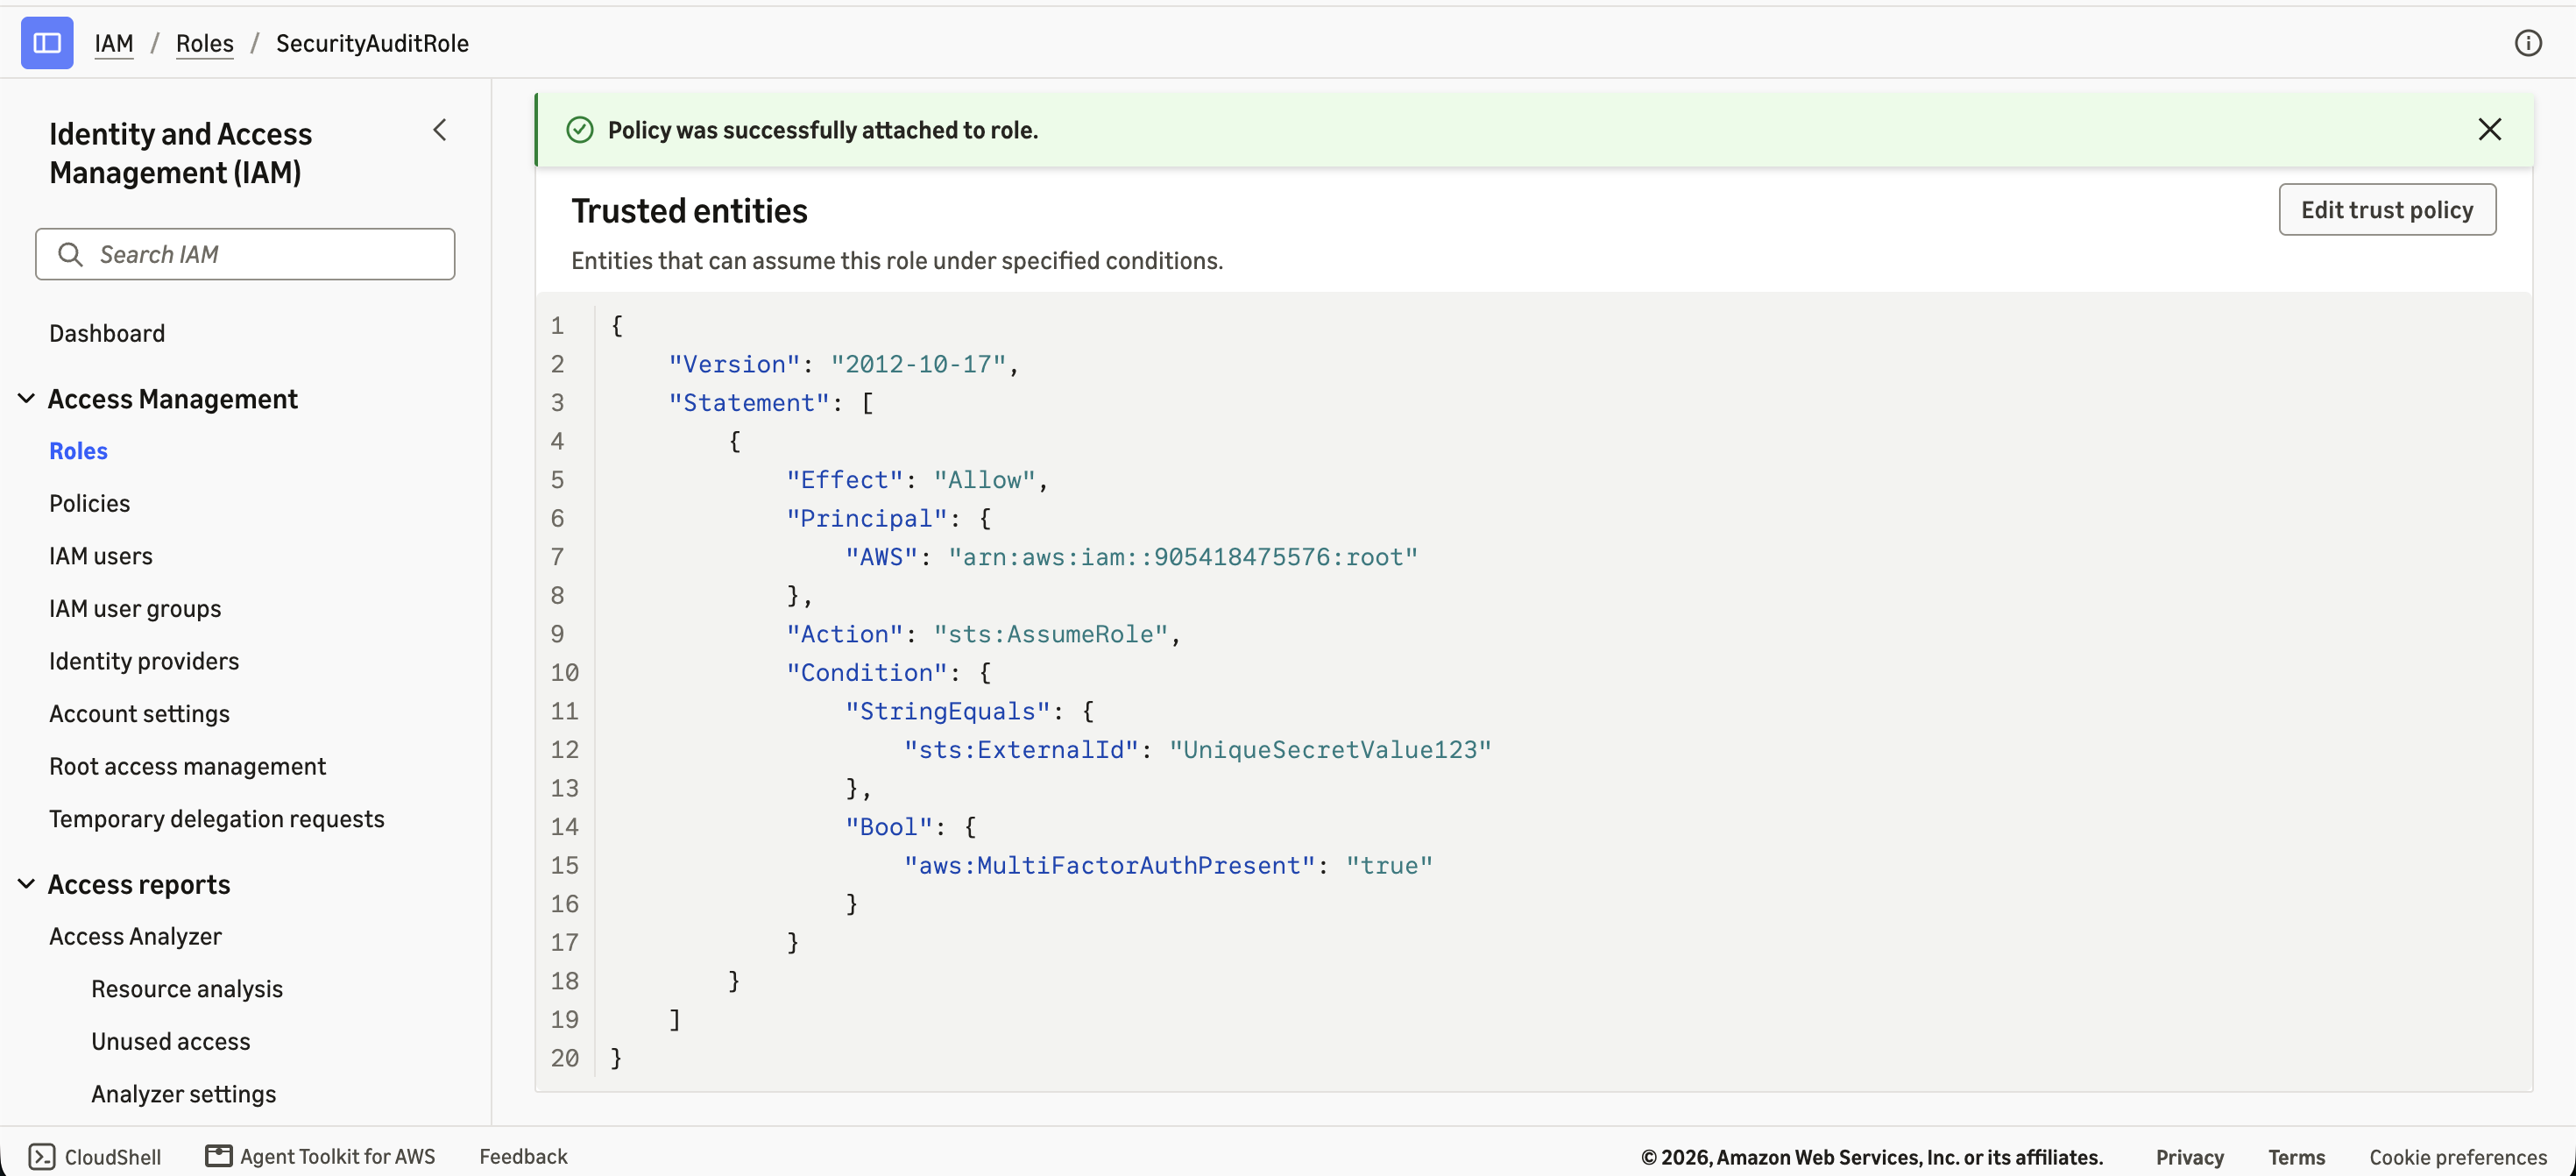 IAM / Roles / SecurityAuditRole
Identity and Access
Management (IAM)
Search IAM
Dashboard
Access Management
Roles
Policies
IAM users
IAM user groups
Identity providers
Account settings
Root access management
Temporary delegation requests
Access reports
Access Analyzer
Resource analysis
Unused access
Analyzer settings
Policy was successfully attached to role.
Trusted entities
Edit trust policy
Entities that can assume this role under specified conditions.
1 {
2     "Version": "2012-10-17",
3     "Statement": [
4         {
5             "Effect": "Allow",
6             "Principal": {
7                 "AWS": "arn:aws:iam::905418475576:root"
8             },
9             "Action": "sts:AssumeRole",
10             "Condition": {
11                 "StringEquals": {
12                     "sts:ExternalId": "UniqueSecretValue123"
13                 },
14                 "Bool": {
15                     "aws:MultiFactorAuthPresent": "true"
16                 }
17             }
18         }
19     ]
20 }
CloudShell Agent Toolkit for AWS Feedback © 2026, Amazon Web Services, Inc. or its affiliates. Privacy Terms Cookie preferences